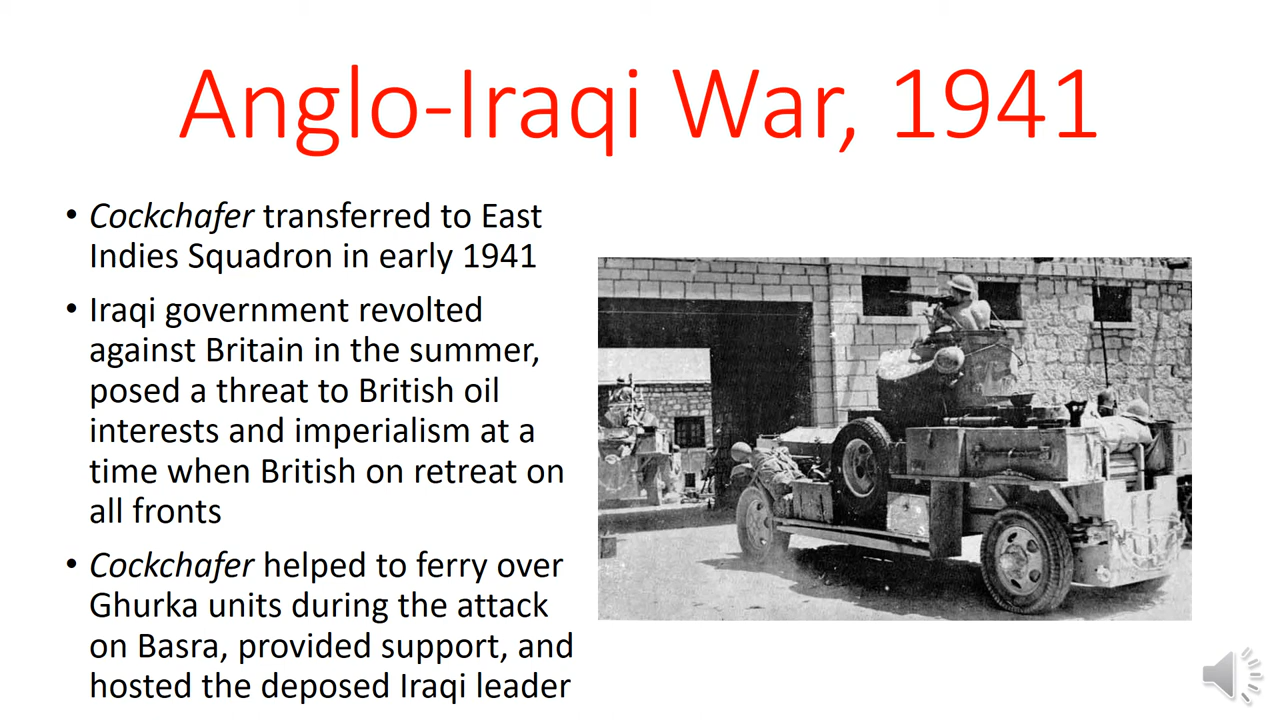 Anglo-Iraqi War, 1941
• Cockchafer transferred to East
Indies Squadron in early 1941
• Iraqi government revolted
against Britain in the summer,
posed a threat to British oil
interests and imperialism at a
time when British on retreat on
all fronts
• Cockchafer helped to ferry over
Ghurka units during the attack
on Basra, provided support, and
hosted the deposed Iraqi leader